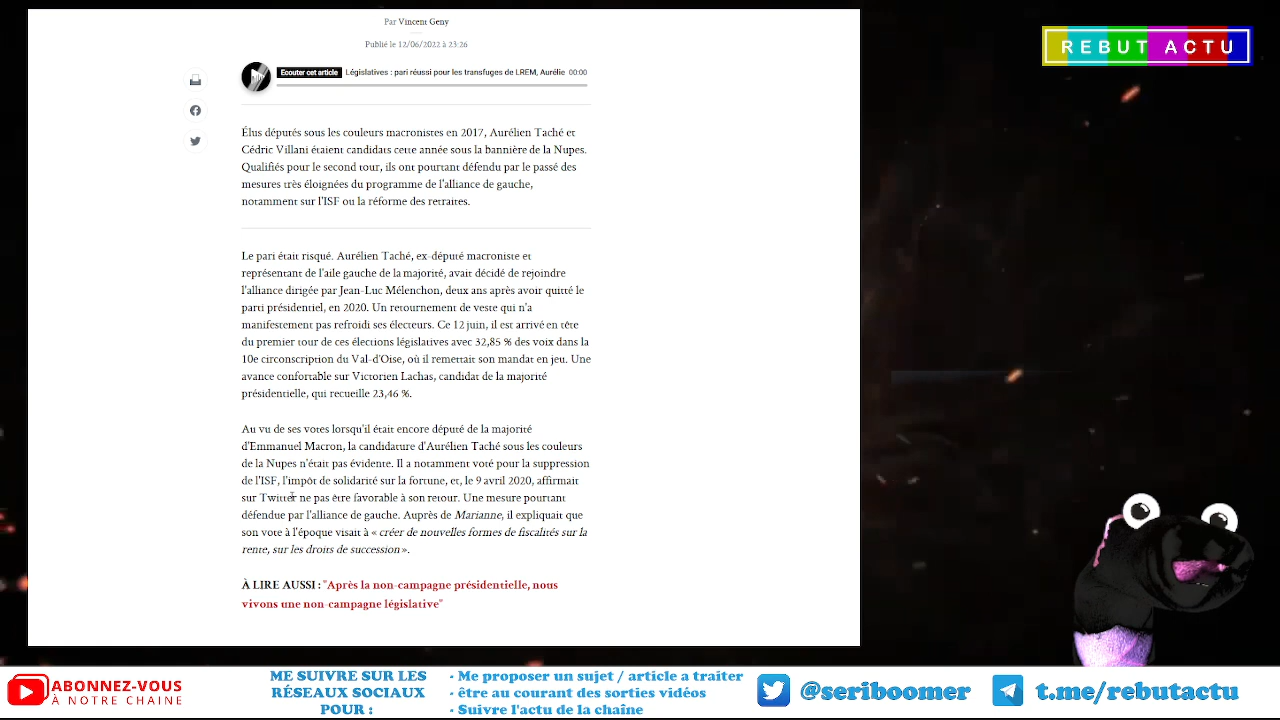 Par Vincent Geny
Publié le 12/06/2022 à 23:26
REBUT ACTU
Ecouter cet article Législatives : pari réussi pour les transfuges de LREM, Aurélie 00:00
Élus députés sous les couleurs macronistes en 2017, Aurélien Taché et
Cédric Villani étaient candidats cette année sous la bannière de la Nupes.
Qualifiés pour le second tour, ils ont pourtant défendu par le passé des
mesures très éloignées du programme de l'alliance de gauche,
notamment sur l'ISF ou la réforme des retraites.
Le pari était risqué. Aurélien Taché, ex-député macroniste et
représentant de l'aile gauche de la majorité, avait décidé de rejoindre
l'alliance dirigée par Jean-Luc Mélenchon, deux ans après avoir quitté le
parti présidentiel, en 2020. Un retournement de veste qui n'a
manifestement pas refroidi ses électeurs. Ce 12 juin, il est arrivé en tête
du premier tour de ces élections législatives avec 32,85 % des voix dans la
10e circonscription du Val-d'Oise, où il remettait son mandat en jeu. Une
avance confortable sur Victorien Lachas, candidat de la majorité
présidentielle, qui recueille 23,46 %.
Au vu de ses votes lorsqu'il était encore député de la majorité
d'Emmanuel Macron, la candidature d'Aurélien Taché sous les couleurs
de la Nupes n'était pas évidente. Il a notamment voté pour la suppression
de l'ISF, l'impôt de solidarité sur la fortune, et, le 9 avril 2020, affirmait
sur Twitter ne pas être favorable à son retour. Une mesure pourtant
défendue par l'alliance de gauche. Auprès de Marianne, il expliquait que
son vote à l'époque visait à « créer de nouvelles formes de fiscalités sur la
rente, sur les droits de succession ».
À LIRE AUSSI : "Après la non-campagne présidentielle, nous
vivons une non-campagne législative"
ABONNEZ-VOUS
À NOTRE CHAINE
ME SUIVRE SUR LES
RÉSEAUX SOCIAUX
POUR :
- Me proposer un sujet / article a traiter
- être au courant des sorties vidéos
- Suivre l'actu de la chaîne
@seriboomer
t.me/rebutactu